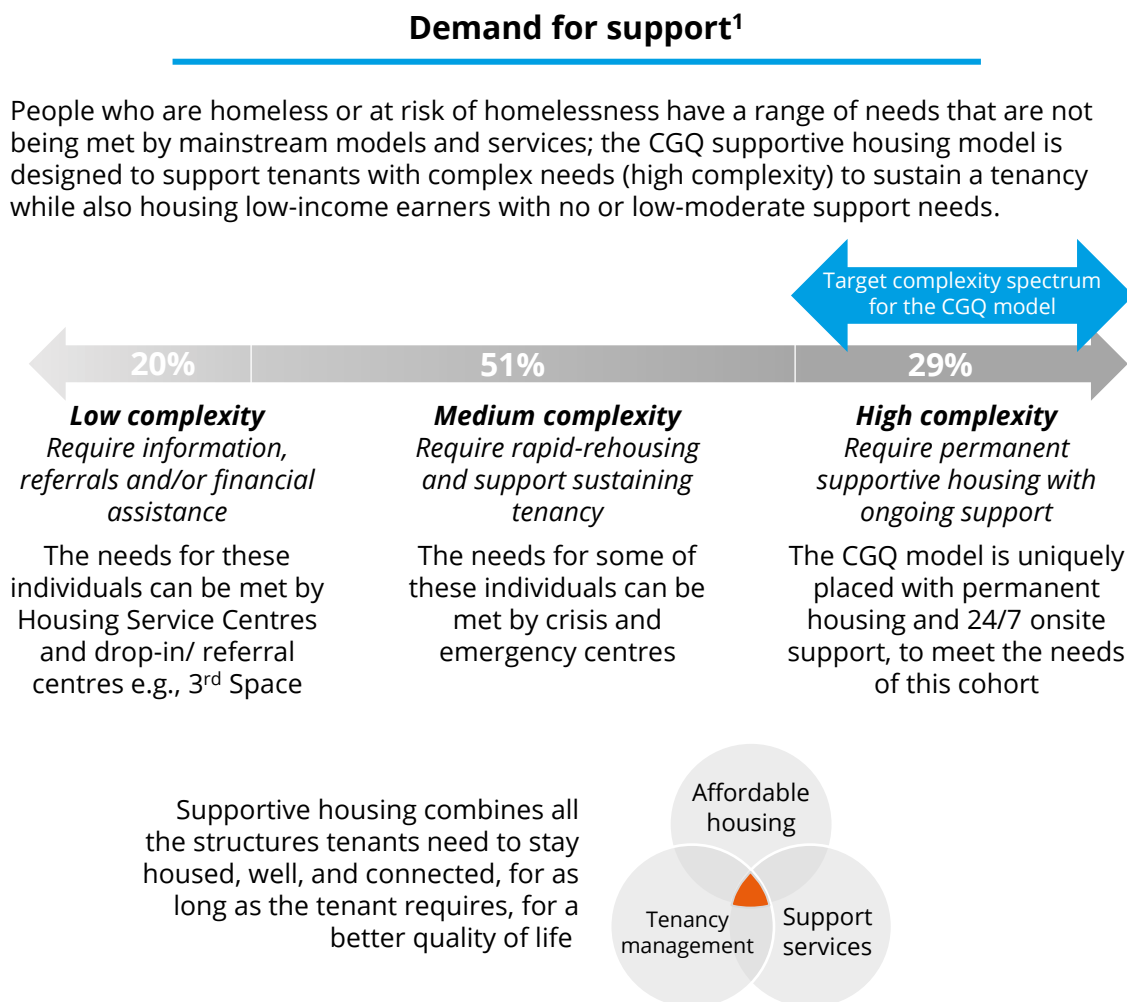 Demand for support1
People who are homeless or at risk of homelessness have a range of needs that are not
being met by mainstream models and services; the CGQ supportive housing model is
designed to support tenants with complex needs (high complexity) to sustain a tenancy
while also housing low-income earners with no or low-moderate support needs.
Target complexity spectrum
for the CGQ model
20%
51%
29%
Low complexity
Require information,
referrals and/or financial
assistance
The needs for these
individuals can be met by
Housing Service Centres
and drop-in/ referral
centres e.g., 3rd Space
Medium complexity
Require rapid-rehousing
and support sustaining
tenancy
The needs for some of
these individuals can be
met by crisis and
emergency centres
High complexity
Require permanent
supportive housing with
ongoing support
The CGQ model is uniquely
placed with permanent
housing and 24/7 onsite
support, to meet the needs
of this cohort
Supportive housing combines all
the structures tenants need to stay
housed, well, and connected, for as
long as the tenant requires, for a
better quality of life
Affordable
housing
Tenancy
management
Support
services